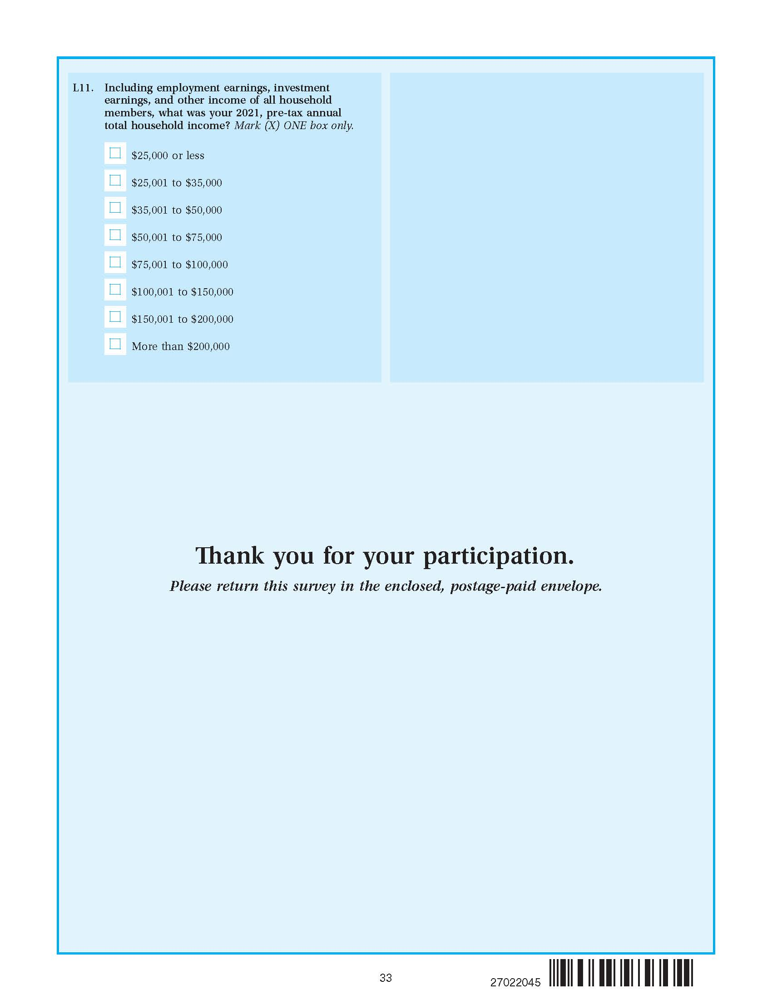 L11. Including employment earnings, investment
earnings, and other income of all household
members, what was your 2021, pre-tax annual
total household income? Mark (X) ONE box only.
$25,000 or less
$25,001 to $35,000
$35,001 to $50,000
$50,001 to $75,000
$75,001 to $100,000
$100,001 to $150,000
$150,001 to $200,000
More than $200,000
Thank you for your participation.
Please return this survey in the enclosed, postage-paid envelope.
33
27022045